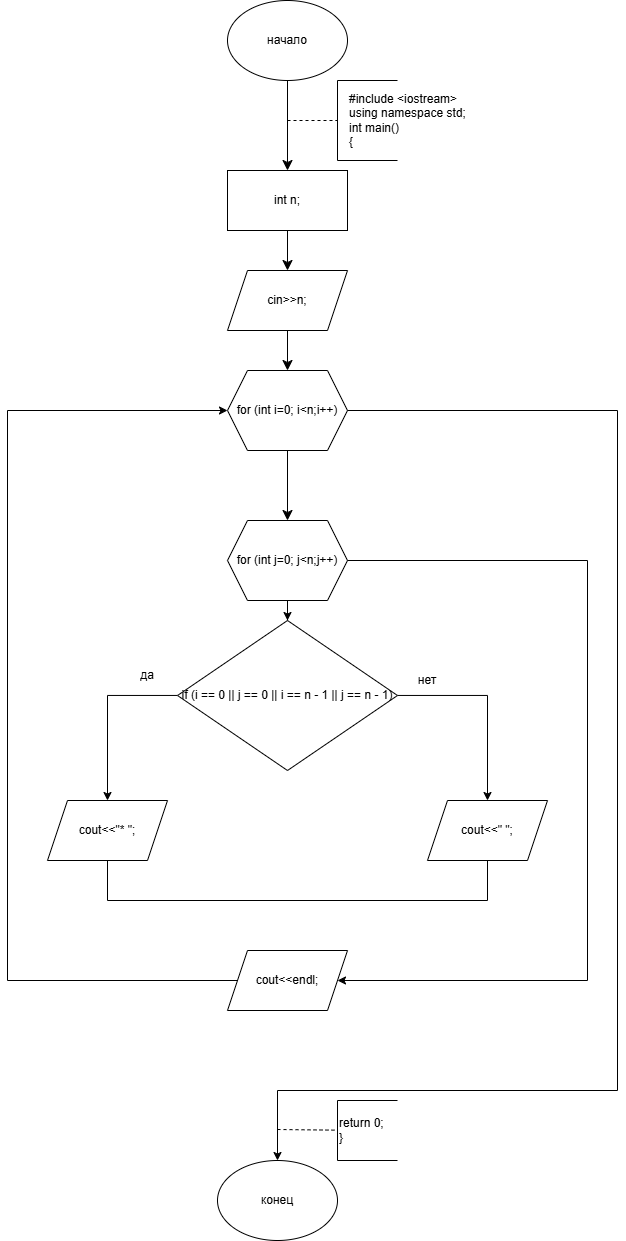 начало
#include <iostream>
using namespace std;
int main()
{
int n;
cin>>n;
for (int i=0; i<n;i++)
for (int j=0; j<n;j++)
да
нет
if (i == 0 || j == 0 || i == n - 1 || j == n - 1)
cout<<"* ";
cout<<" ";
cout<<endl;
return 0;
}
конец